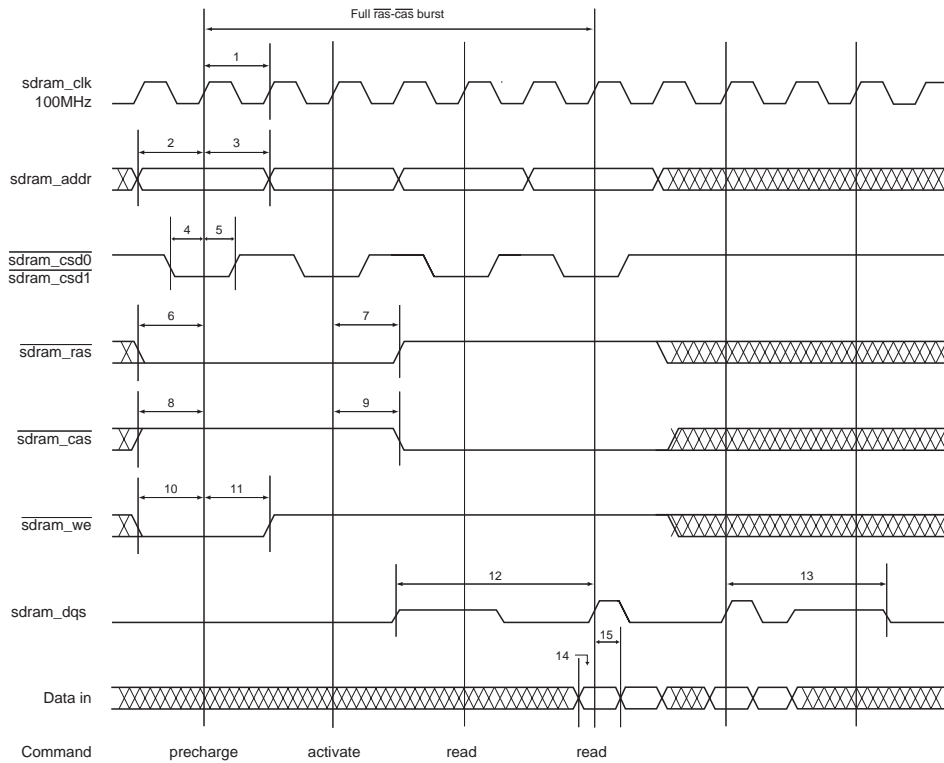 Full ras-cas burst
1
sdram_clk
100MHz
2 3
sdram_addr
4 5
sdram_csd0
sdram_csd1
6 7
sdram_ras
8 9
sdram_cas
10 11
sdram_we
12 13
sdram_dqs
15
14
Data in
Command precharge activate read read